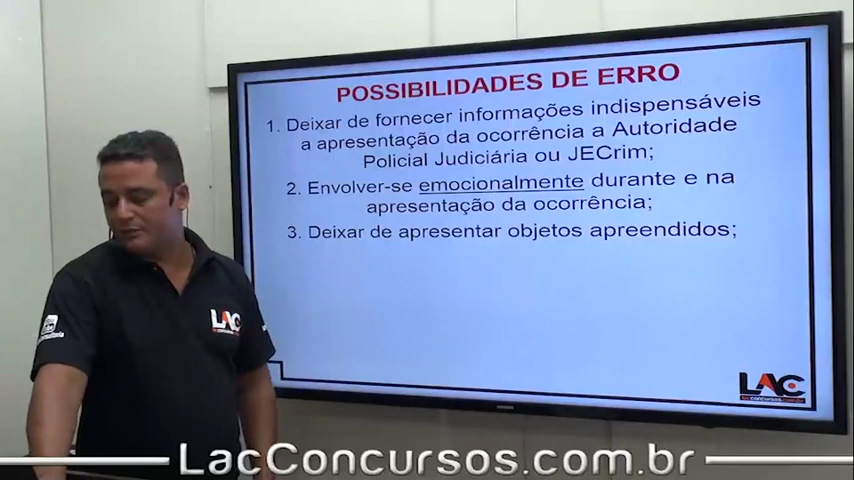 POSSIBILIDADES DE ERRO
1. Deixar de fornecer informações indispensáveis
a apresentação da ocorrência a Autoridade
Policial Judiciária ou JECrim;
2. Envolver-se emocionalmente durante e na
apresentação da ocorrência;
3. Deixar de apresentar objetos apreendidos;
LAC
LAC
LacConcursos.com.br